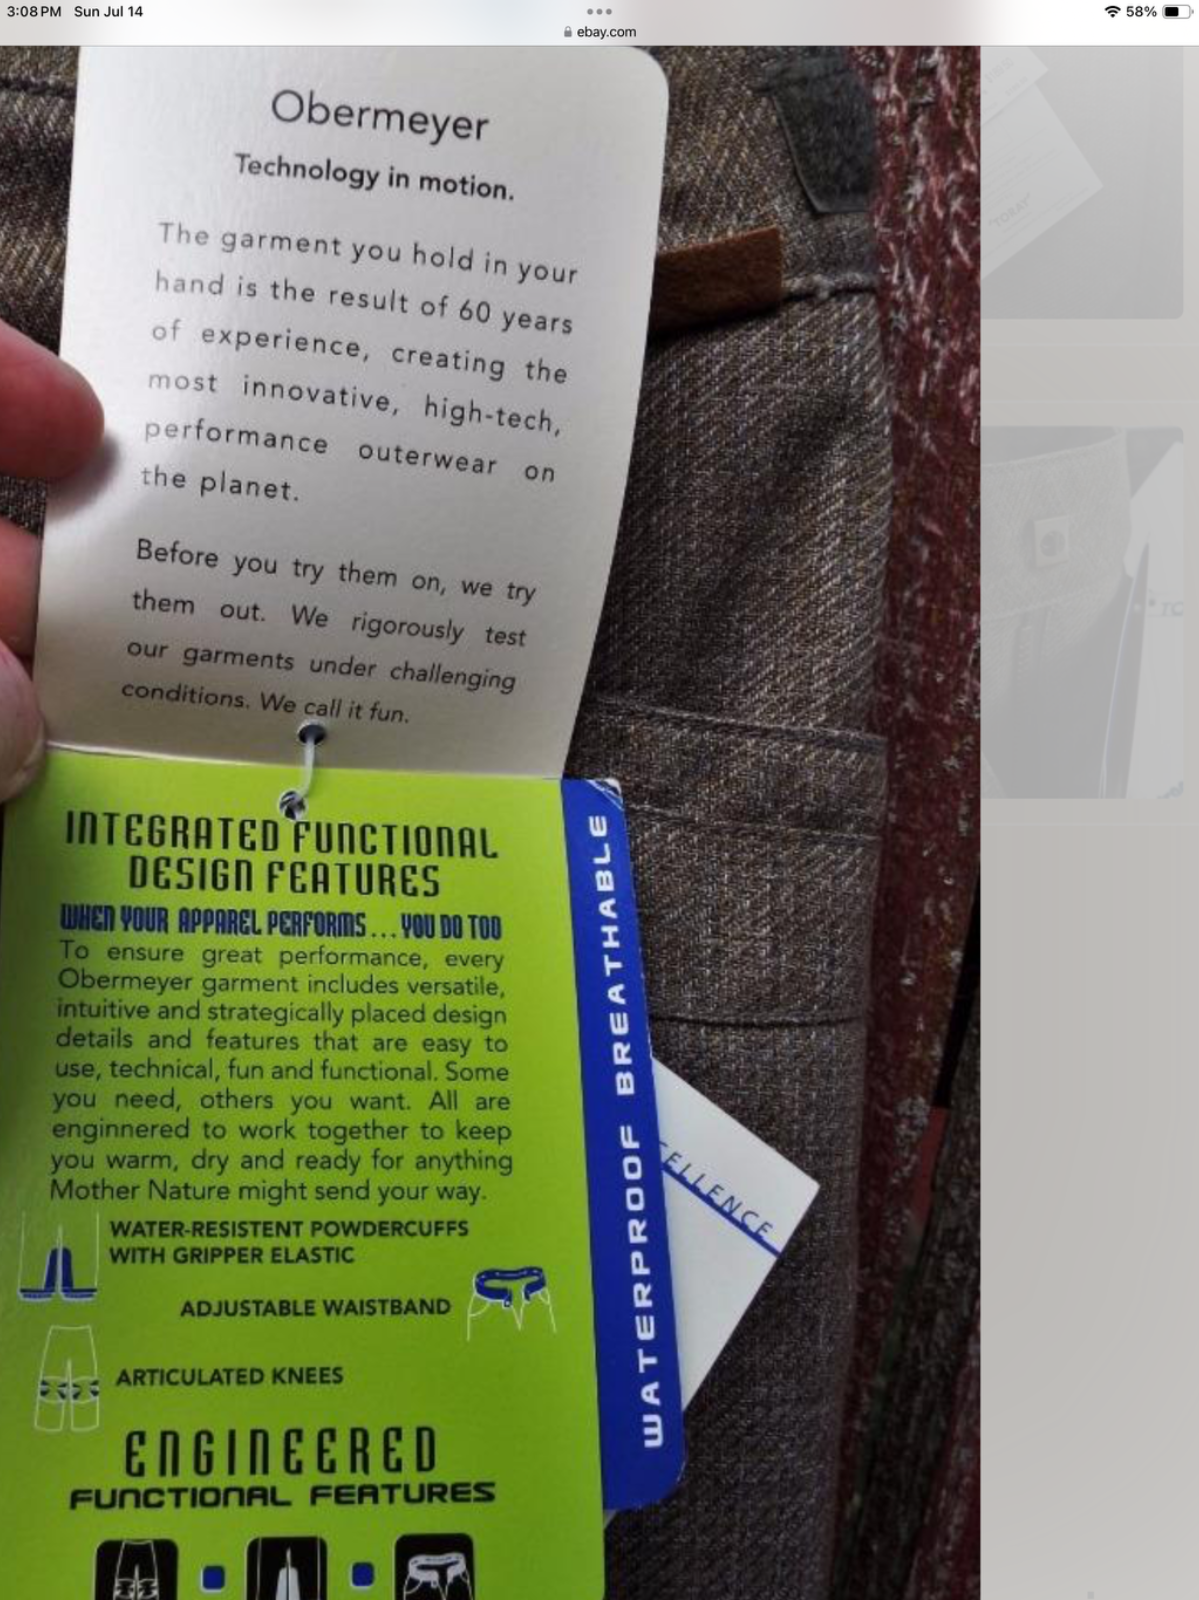 3:08 PM Sun Jul 14
58%
ebay.com
Obermeyer
Technology in motion.
The garment you hold in your
hand is the result of 60 years
of experience, creating the
most innovative, high-tech,
performance outerwear on
the planet.
Before you try them on, we try
them out. We rigorously test
our garments under challenging
conditions. We call it fun.
INTEGRATED FUNCTIONAL
DESIGN FEATURES
WHEN YOUR APPAREL PERFORMS...YOU DO TOO
To ensure great performance, every
Obermeyer garment includes versatile,
intuitive and strategically placed design
details and features that are easy to
use, technical, fun and functional. Some
you need, others you want. All are
enginnered to work together to keep
you warm, dry and ready for anything
Mother Nature might send your way.
WATER-RESISTENT POWDERCUFFS
WITH GRIPPER ELASTIC
ADJUSTABLE WAISTBAND
ARTICULATED KNEES
ENGINEERED
FUNCTIONAL FEATURES
WATERPROOF BREATHABLE
ELLENCE
"TORAY"